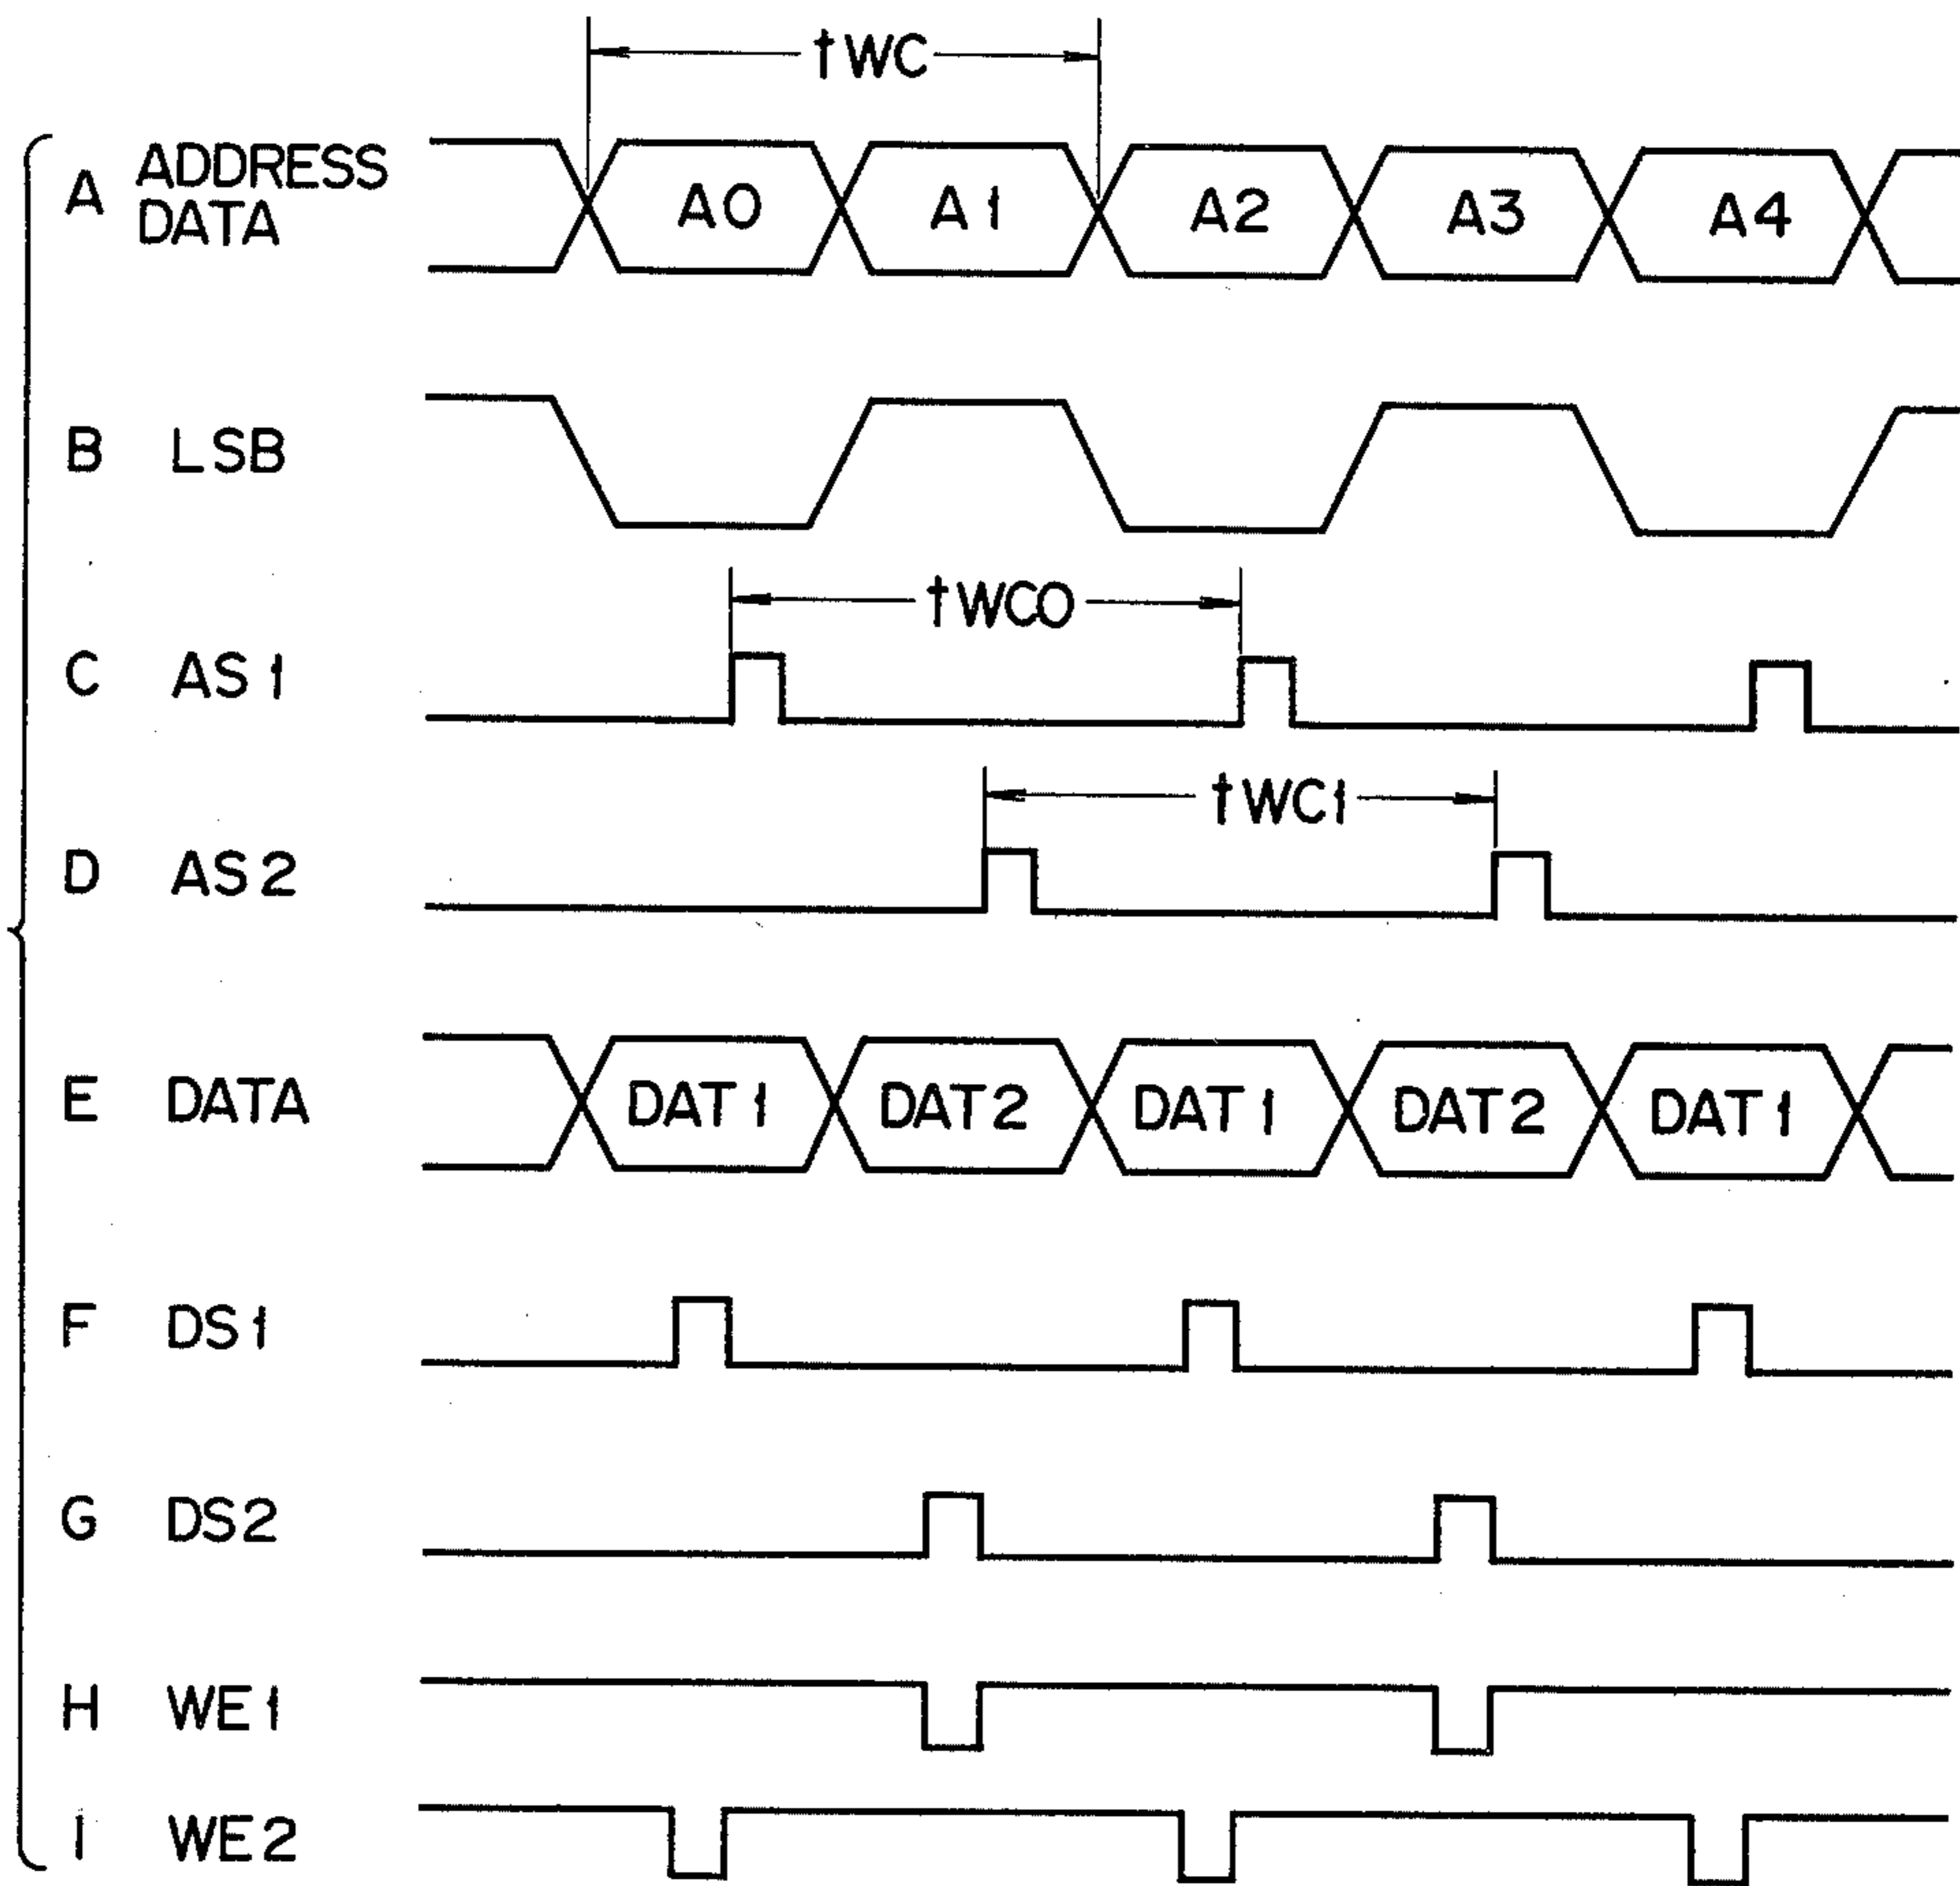 tWC
A ADDRESS DATA A0 A1 A2 A3 A4
B LSB
tWC0
C AS1
tWC1
D AS2
E DATA DAT1 DAT2 DAT1 DAT2 DAT1
F DS1
G DS2
H WE1
I WE2